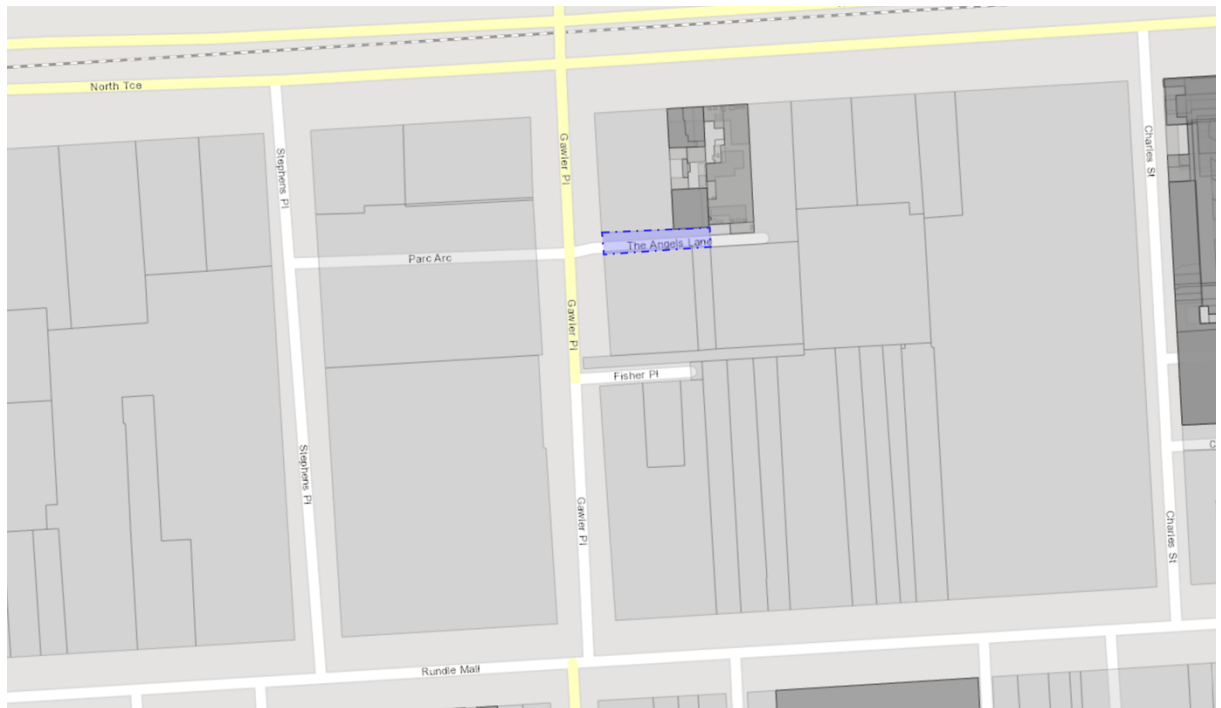 North Tce
Stephens Pl
Gawler Pl
Charles St
The Angels Lane
Parc Arc
Gawler Pl
Fisher Pl
Stephens Pl
Gawler Pl
Charles St
C
Rundle Mall